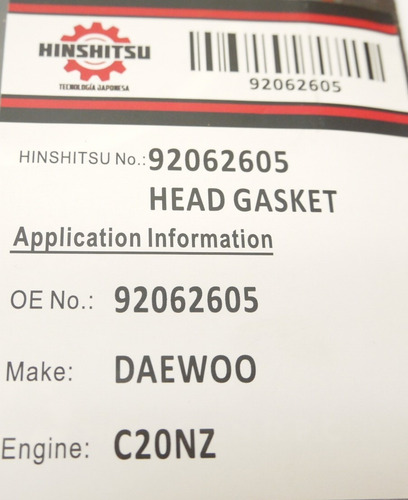 HINSHITSU
TECNOLOGÍA JAPONESA
92062605
HINSHITSU No.: 92062605
HEAD GASKET
Application Information
OE No.: 92062605
Make: DAEWOO
Engine: C20NZ